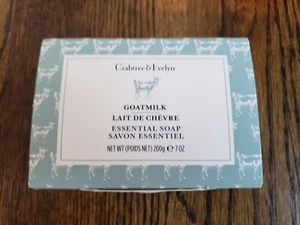 Crabtree & Evelyn
GOATMILK
LAIT DE CHÈVRE
ESSENTIAL SOAP
SAVON ESSENTIEL
NET WT (POIDS NET) 200g ℮ 7 OZ